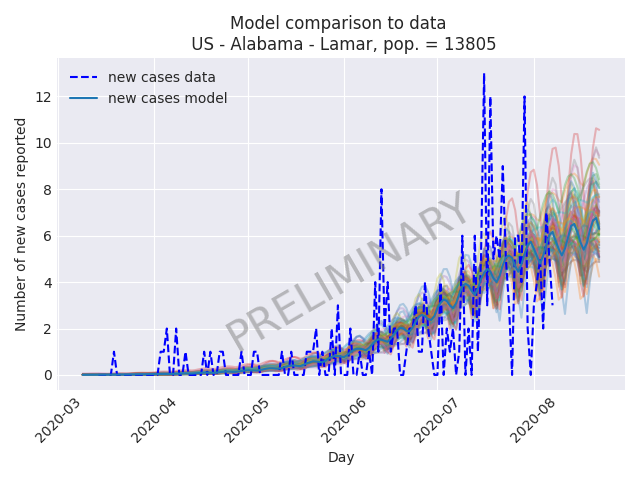 Model comparison to data
US - Alabama - Lamar, pop. = 13805
new cases data
new cases model
Number of new cases reported
12
10
8
6
4
2
0
PRELIMINARY
2020-03
2020-04
2020-05
2020-06
2020-07
2020-08
Day